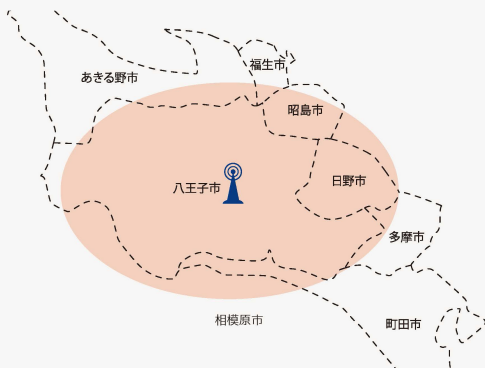 福生市
あきる野市
昭島市
日野市
八王子市
多摩市
相模原市
町田市